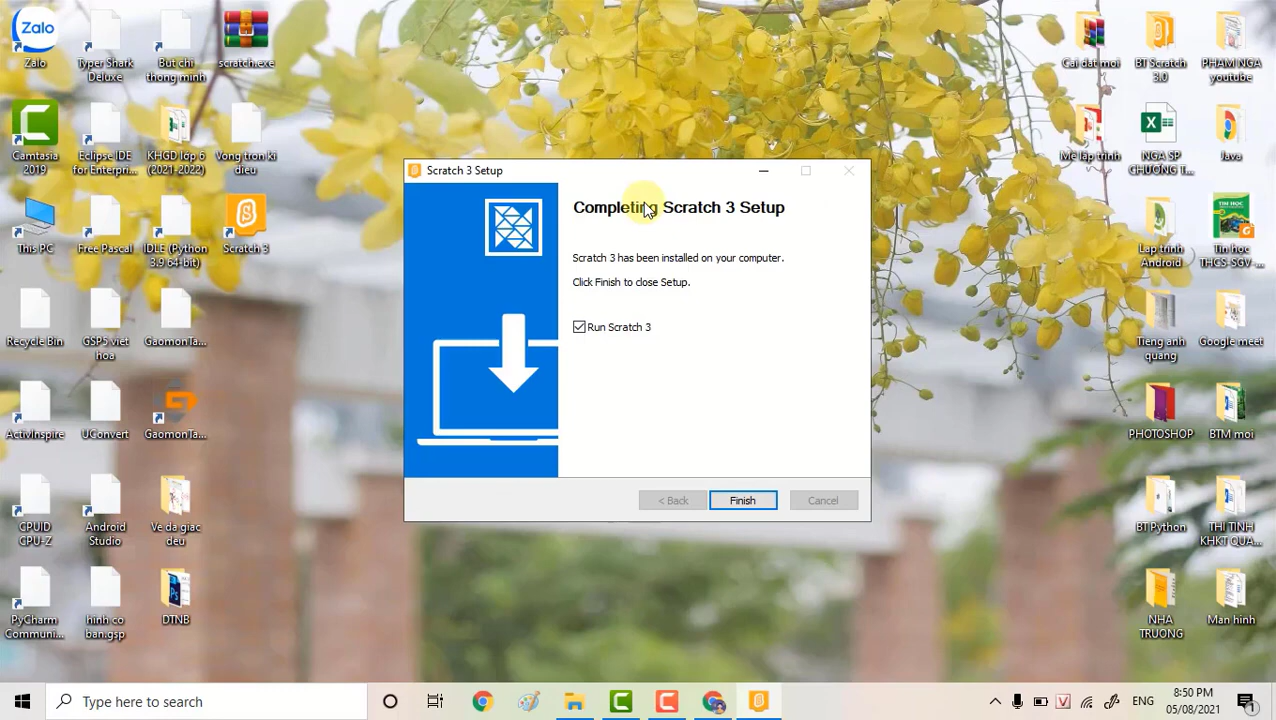 Zalo
Zalo
Typer Shark
Deluxe
But chi
thong minh
scratch.exe
Camtasia
2019
Eclipse IDE
for Enterpri...
KHGD lớp 6
(2021-2022)
Vong tron ki
dieu
This PC
Free Pascal
IDLE (Python
3.9 64-bit)
Scratch 3
Recycle Bin
GSP5 viet
hoa
GaomonTa...
ActivInspire
UConvert
GaomonTa...
CPUID
CPU-Z
Android
Studio
Ve da giac
deu
PyCharm
Communi...
hinh co
ban.gsp
DTNB
Scratch 3 Setup
Completing Scratch 3 Setup
Scratch 3 has been installed on your computer.
Click Finish to close Setup.
Run Scratch 3
< Back
Finish
Cancel
Cai dat moi
BT Scratch
3.0
PHAM NGA
youtube
Me lap trinh
NGA SP
CHƯƠNG T...
Java
Lap trinh
Android
TIN HỌC
Tin học
THCS-SGV-...
Tieng anh
quang
Google meet
PHOTOSHOP
BTM moi
BT Python
THI TINH
KHKT QUA...
NHA
TRUONG
Man hinh
Type here to search
ENG
8:50 PM
05/08/2021
1